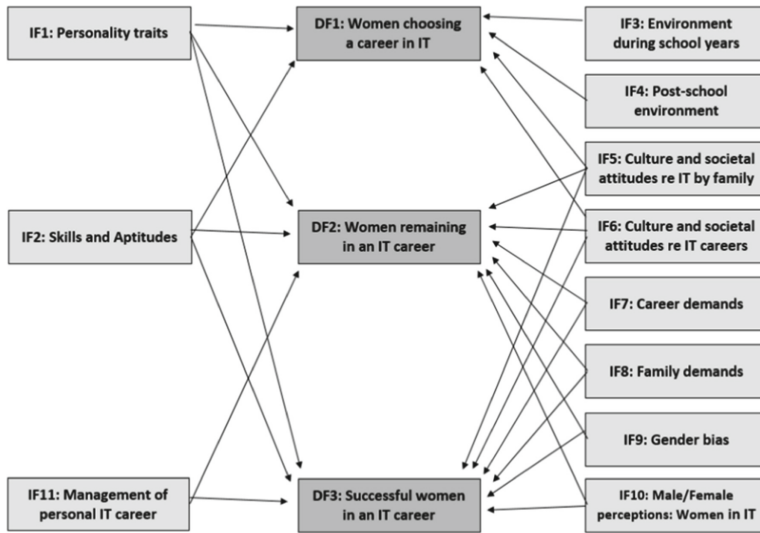 IF1: Personality traits
IF2: Skills and Aptitudes
IF11: Management of
personal IT career
DF1: Women choosing
a career in IT
DF2: Women remaining
in an IT career
DF3: Successful women
in an IT career
IF3: Environment
during school years
IF4: Post-school
environment
IF5: Culture and societal
attitudes re IT by family
IF6: Culture and societal
attitudes re IT careers
IF7: Career demands
IF8: Family demands
IF9: Gender bias
IF10: Male/Female
perceptions: Women in IT